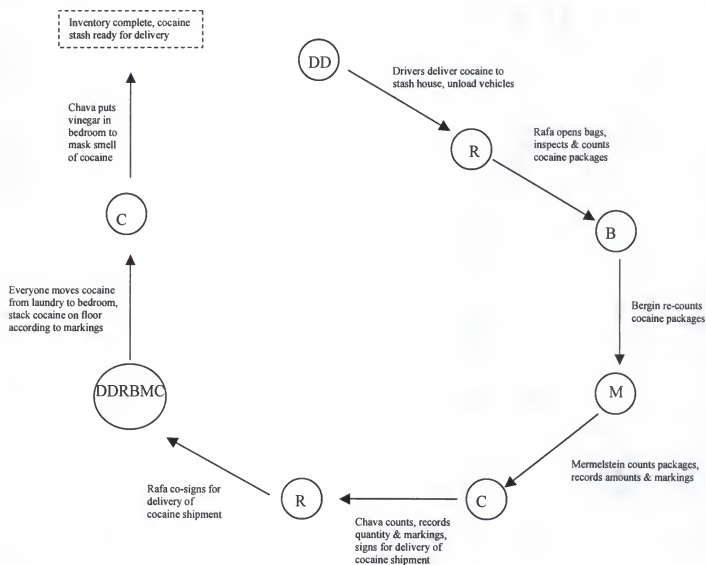 Inventory complete, cocaine
stash ready for delivery
DD
Drivers deliver cocaine to
stash house, unload vehicles
R
Rafa opens bags,
inspects & counts
cocaine packages
B
Bergin re-counts
cocaine packages
M
Mermelstein counts packages,
records amounts & markings
C
Chava counts, records
quantity & markings,
signs for delivery of
cocaine shipment
R
Rafa co-signs for
delivery of
cocaine shipment
DDRBMC
Everyone moves cocaine
from laundry to bedroom,
stack cocaine on floor
according to markings
C
Chava puts
vinegar in
bedroom to
mask smell
of cocaine